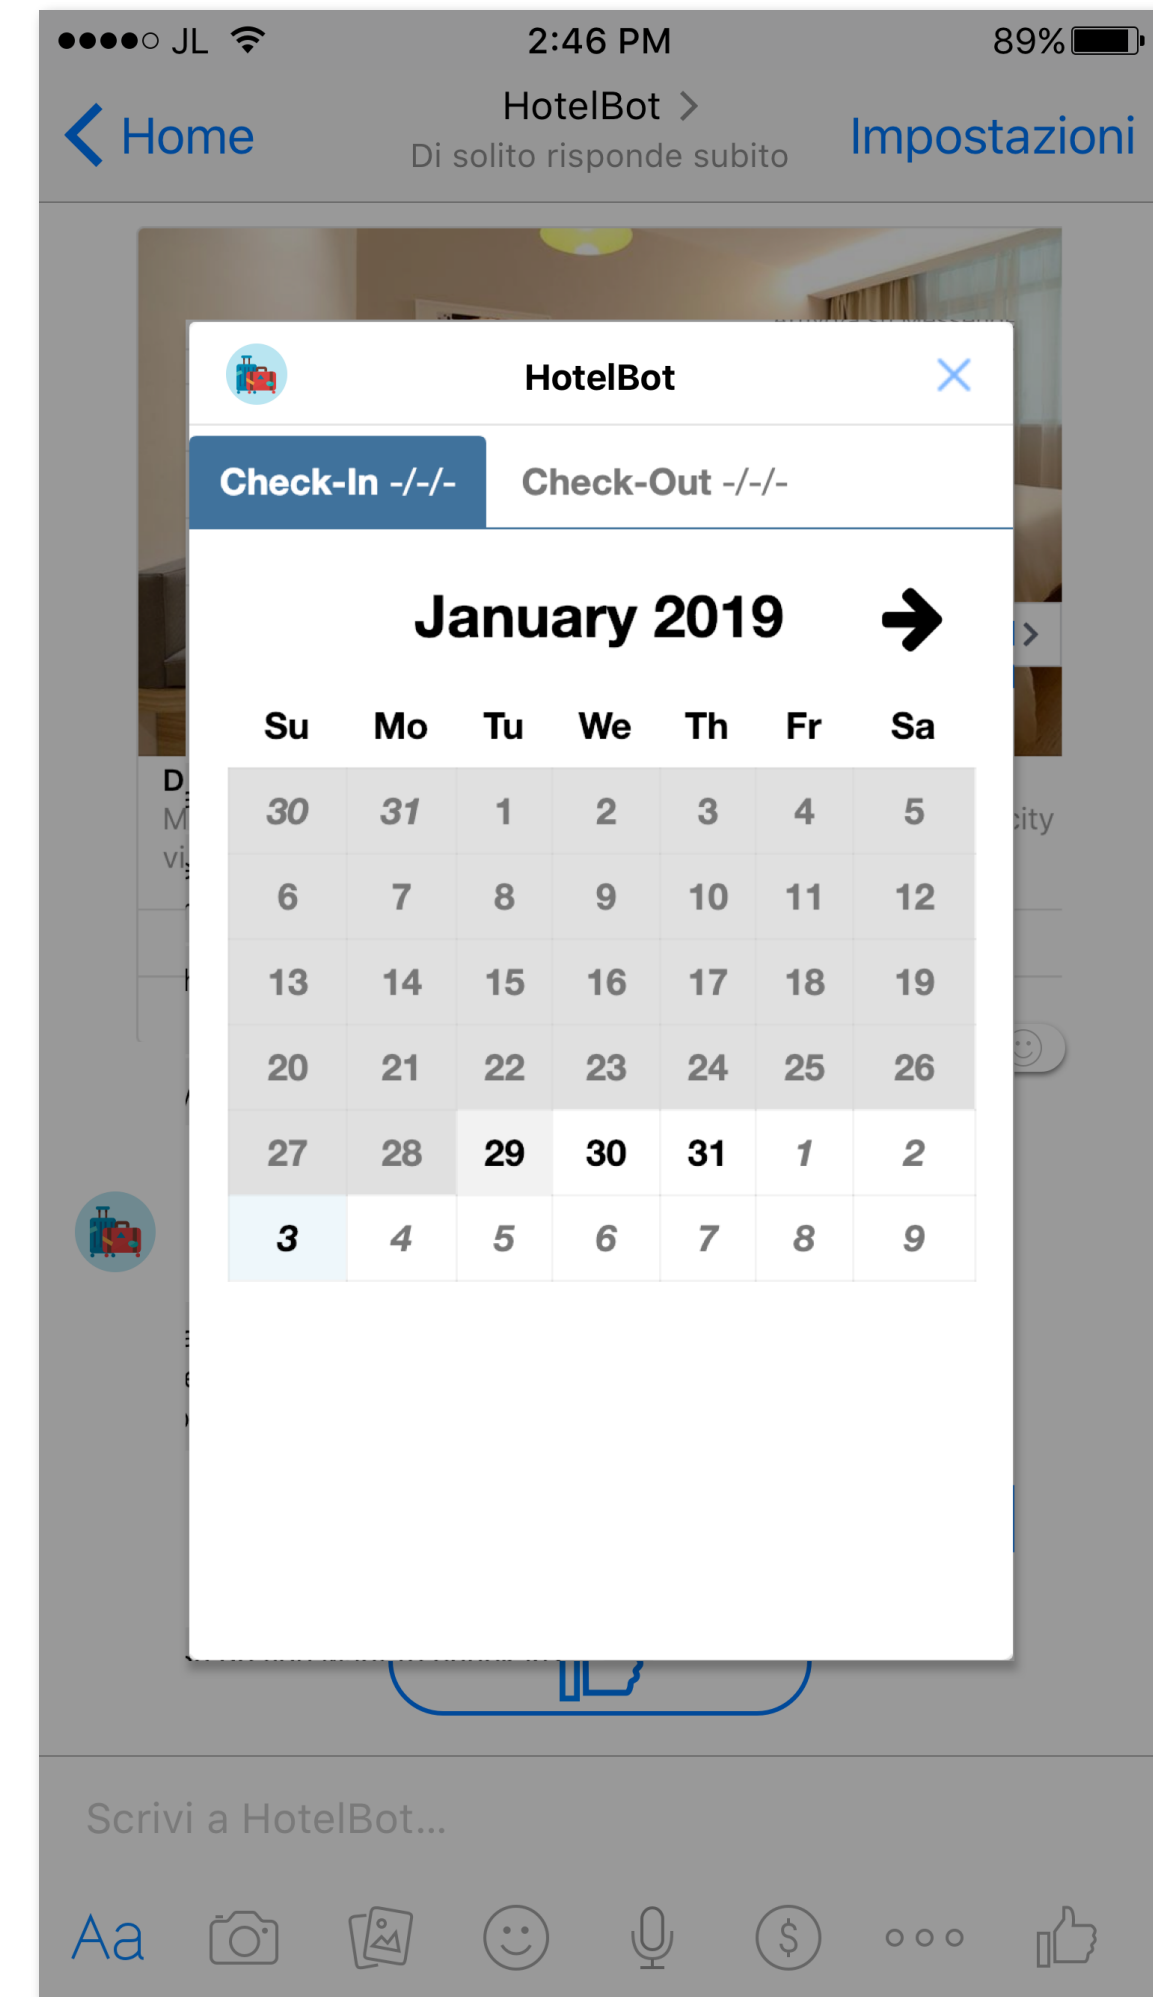 JL 2:46 PM 89%
Home HotelBot Impostazioni
Di solito risponde subito
HotelBot
Check-In -/-/- Check-Out -/-/-
January 2019
Su Mo Tu We Th Fr Sa
30 31 1 2 3 4 5
6 7 8 9 10 11 12
13 14 15 16 17 18 19
20 21 22 23 24 25 26
27 28 29 30 31 1 2
3 4 5 6 7 8 9
city
Scrivi a HotelBot...
Aa